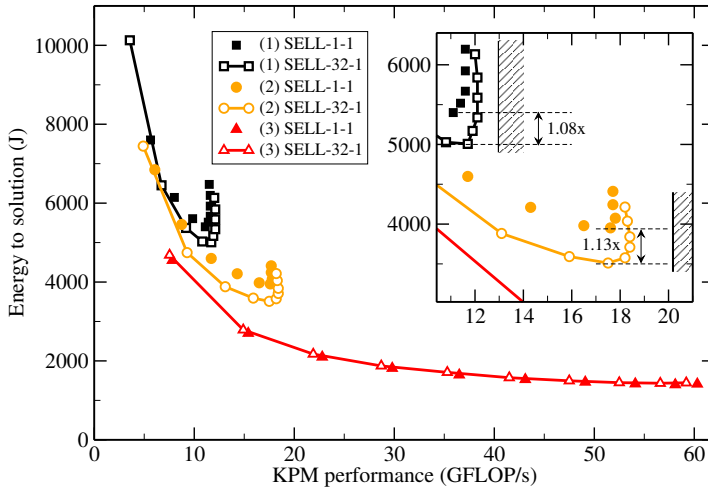 10000
8000
6000
4000
2000
0
Energy to solution (J)
0
10
20
30
40
50
60
KPM performance (GFLOP/s)
(1) SELL-1-1
(1) SELL-32-1
(2) SELL-1-1
(2) SELL-32-1
(3) SELL-1-1
(3) SELL-32-1
6000
5000
4000
12
14
16
18
20
1.08x
1.13x